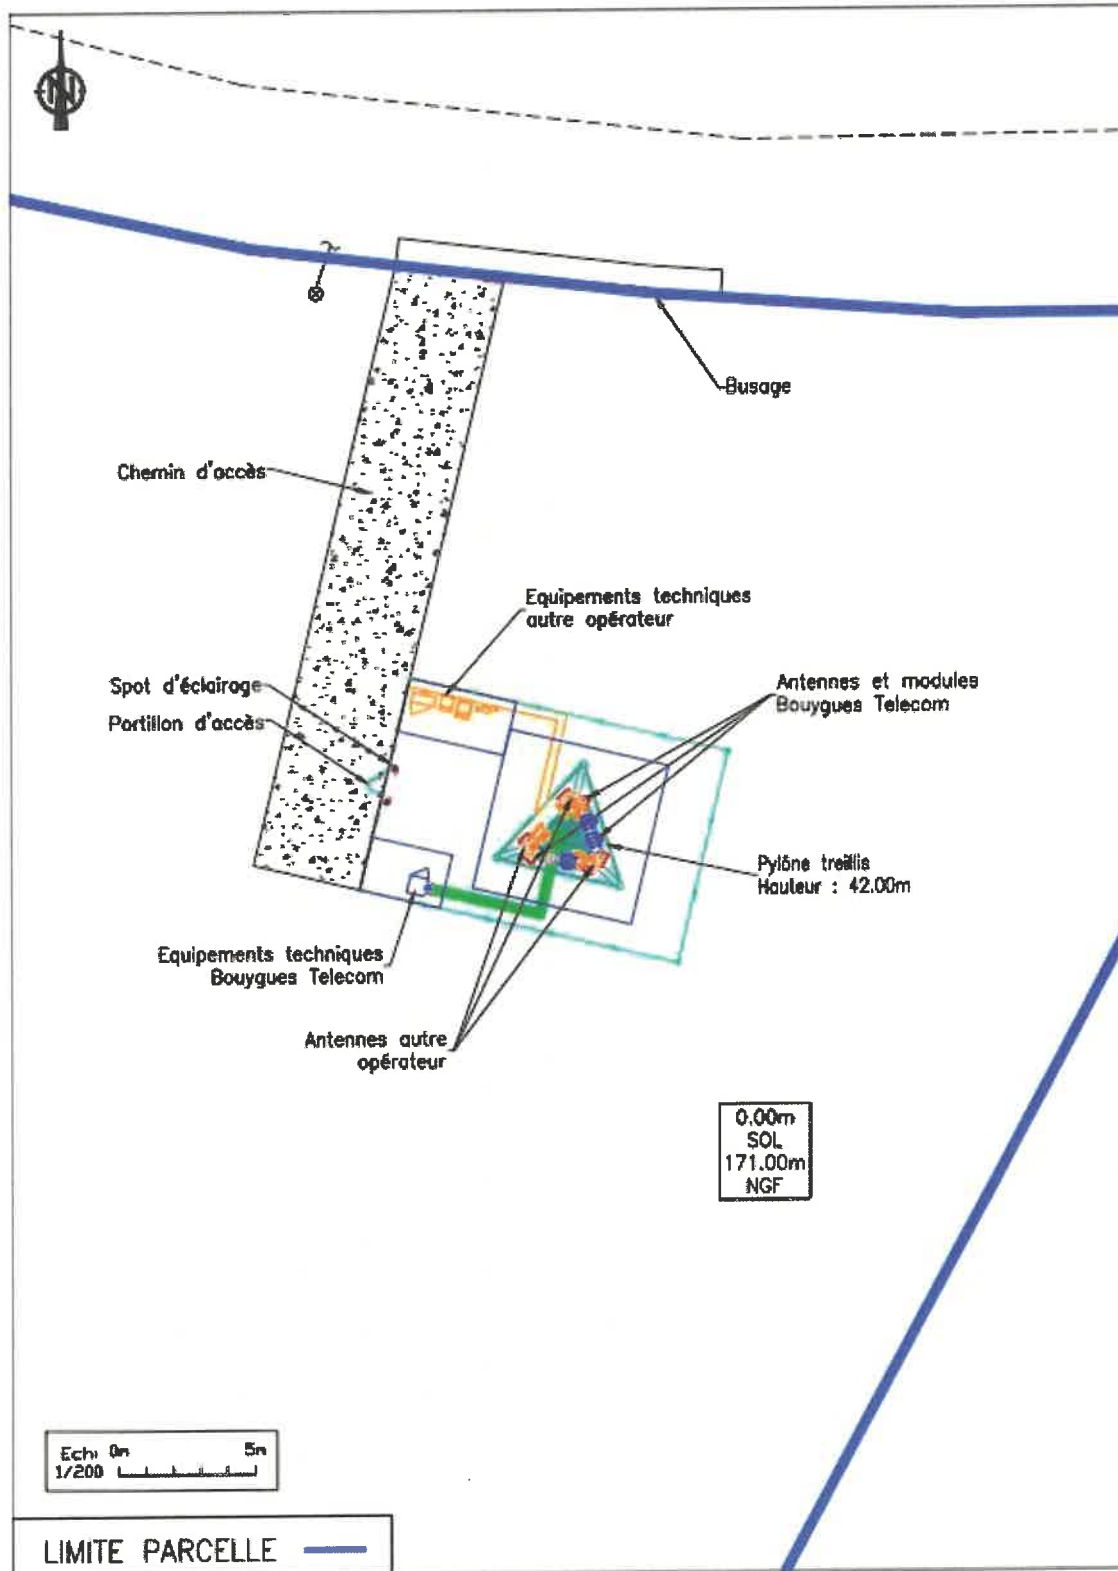 N
Busage
Chemin d'accès
Equipements techniques
autre opérateur
Spot d'éclairage
Portillon d'accès
Antennes et modules
Bouygues Telecom
Pylône treillis
Hauteur : 42.00m
Equipements techniques
Bouygues Telecom
Antennes autre
opérateur
0.00m
SOL
171.00m
NGF
Ech: 0m 5m
1/200
LIMITE PARCELLE